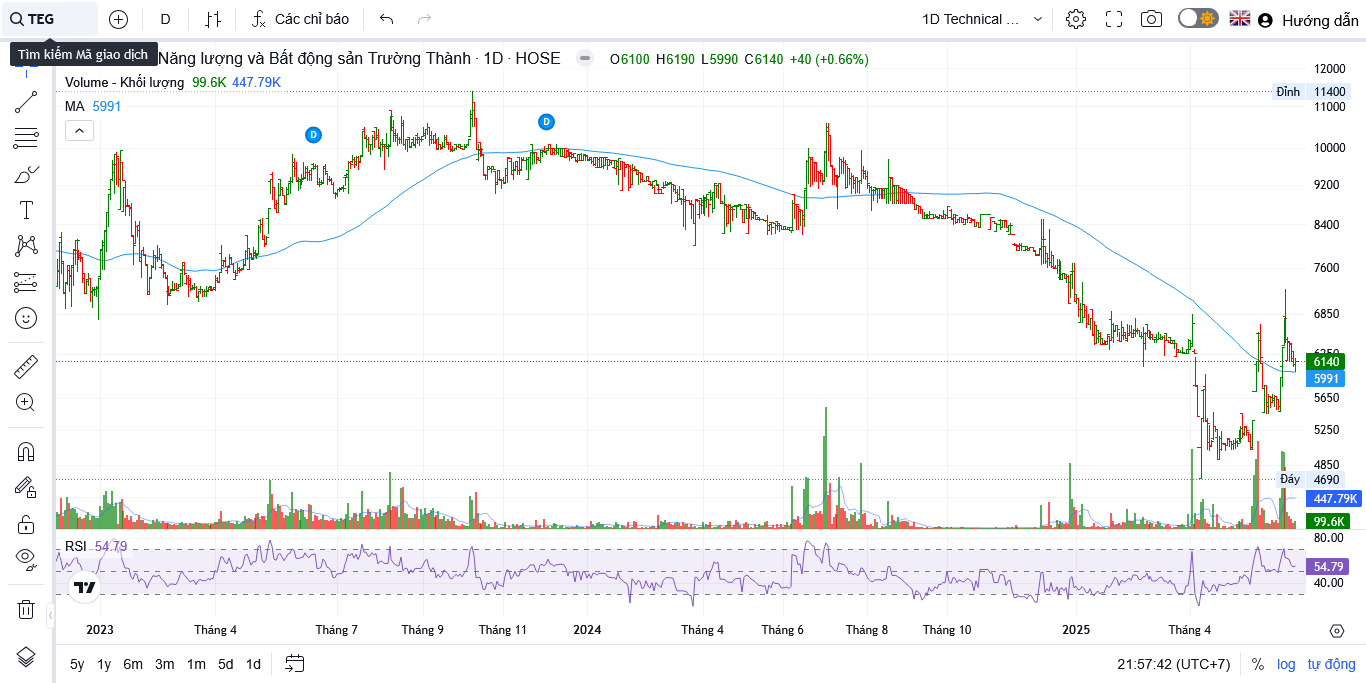 TEG
D
Các chỉ báo
1D Technical ...
Hướng dẫn
Tìm kiếm Mã giao dịch
Năng lượng và Bất động sản Trường Thành · 1D · HOSE
O6100 H6190 L5990 C6140 +40 (+0.66%)
Volume - Khối lượng 99.6K 447.79K
MA 5991
D
D
12000
Đỉnh 11400
11000
10000
9200
8400
7600
6850
6250
6140
5991
5650
5250
4850
Đáy 4690
447.79K
99.6K
RSI 54.79
80.00
54.79
40.00
2023 Tháng 4 Tháng 7 Tháng 9 Tháng 11 2024 Tháng 4 Tháng 6 Tháng 8 Tháng 10 2025 Tháng 4
5y 1y 6m 3m 1m 5d 1d
21:57:42 (UTC+7) % log tự động